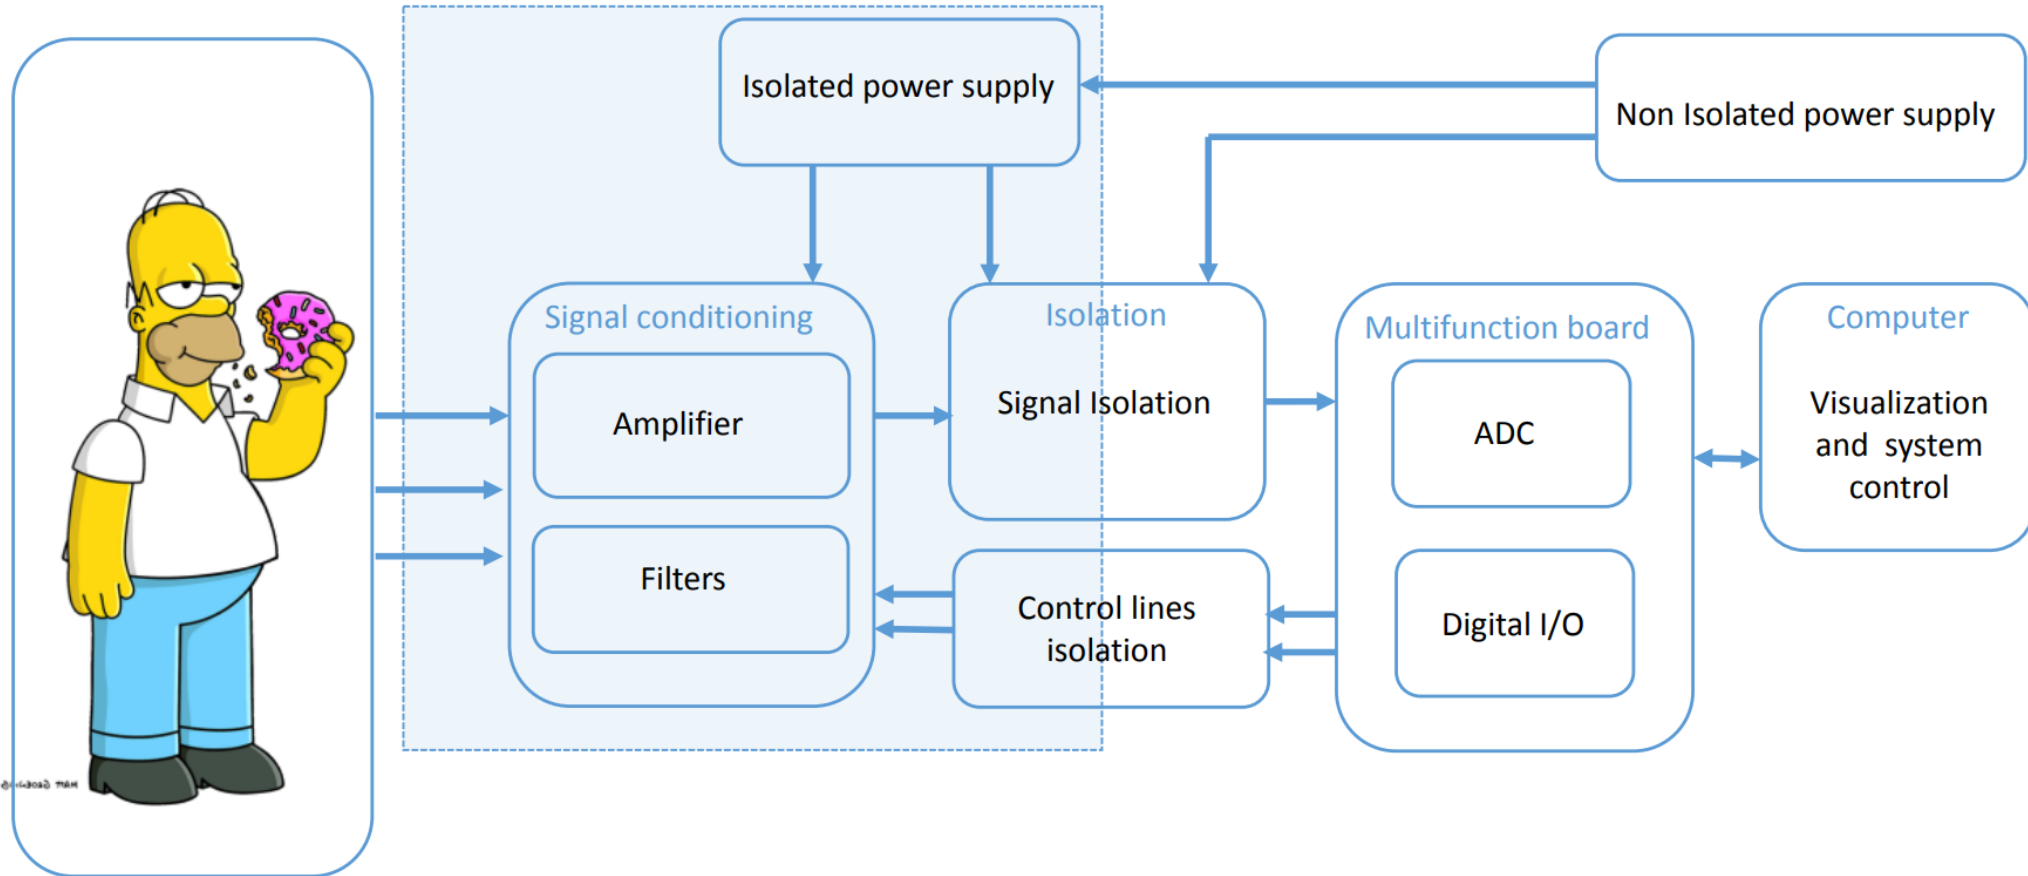 Isolated power supply
Non Isolated power supply
Signal conditioning
Amplifier
Filters
Isolation
Signal Isolation
Control lines
isolation
Multifunction board
ADC
Digital I/O
Computer
Visualization
and system
control